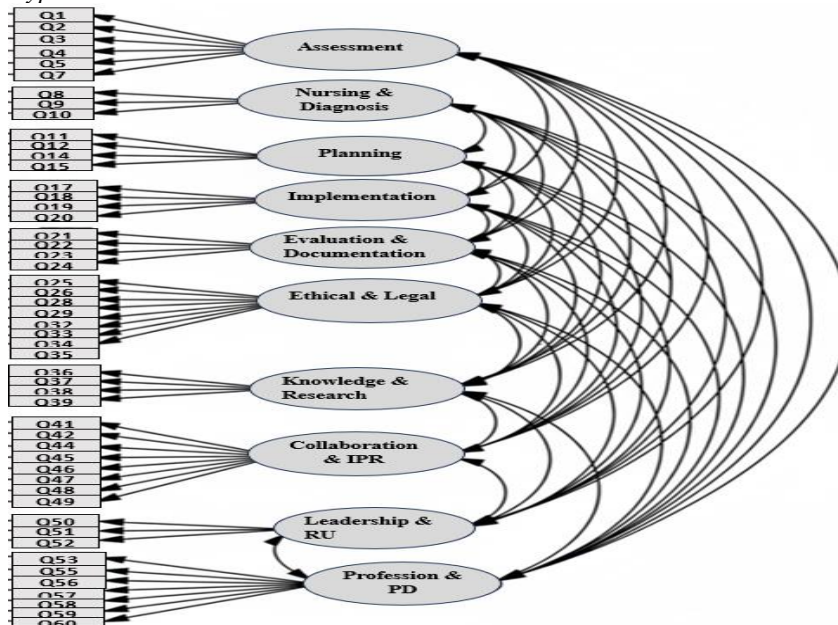 Q1
Q2
Q3
Q4
Q5
Q7
Assessment
Q8
Q9
Q10
Nursing &
Diagnosis
Q11
Q12
Q14
Q15
Planning
Q17
Q18
Q19
Q20
Implementation
Q21
Q22
Q23
Q24
Evaluation &
Documentation
Q25
Q26
Q28
Q29
Q32
Q33
Q34
Q35
Ethical & Legal
Q36
Q37
Q38
Q39
Knowledge &
Research
Q41
Q42
Q44
Q45
Q46
Q47
Q48
Q49
Collaboration
& IPR
Q50
Q51
Q52
Leadership &
RU
Q53
Q55
Q56
Q57
Q58
Q59
Q60
Profession &
PD